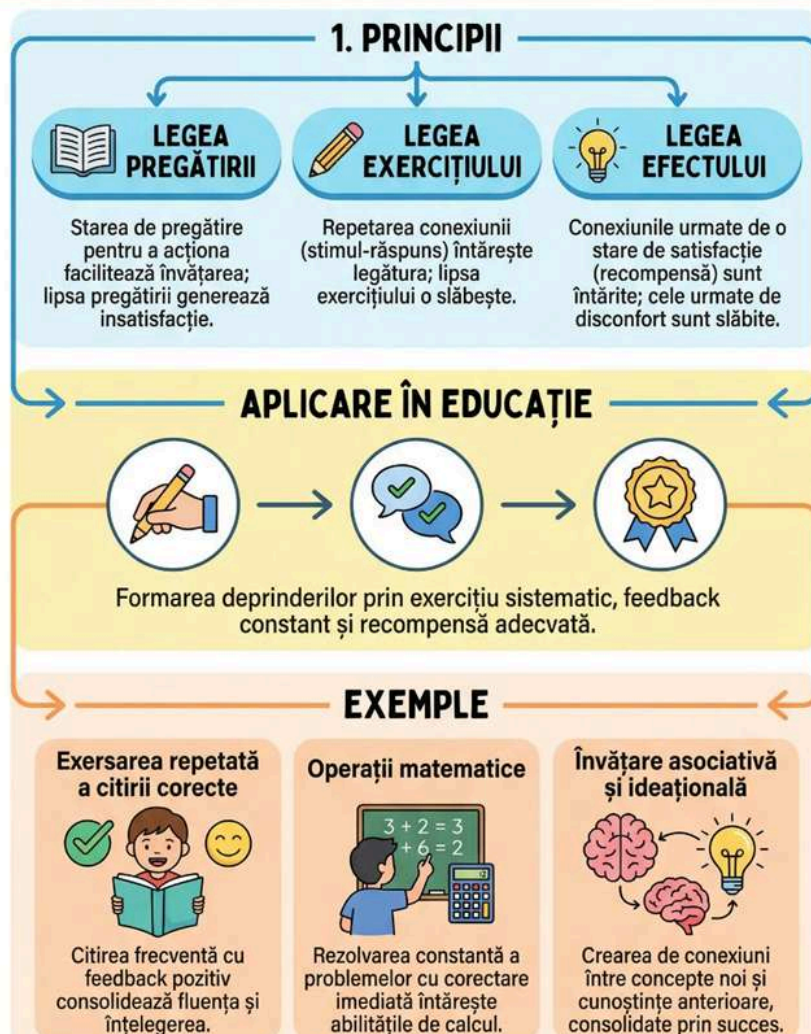 1. PRINCIPII
LEGEA
PREGĂTIRII
Starea de pregătire
pentru a acționa
facilitează învățarea;
lipsa pregătirii generează
insatisfacție.
LEGEA
EXERCIȚIULUI
Repetarea conexiunii
(stimul-răspuns) întărește
legătura; lipsa
exercițiului o slăbește.
LEGEA
EFECTULUI
Conexiunile urmate de o
stare de satisfacție
(recompensă) sunt
întărite; cele urmate de
disconfort sunt slăbite.
APLICARE ÎN EDUCAȚIE
Formarea deprinderilor prin exercițiu sistematic, feedback
constant și recompensă adecvată.
EXEMPLE
Exersarea repetată
a citirii corecte
Citirea frecventă cu
feedback pozitiv
consolidează fluența și
înțelegerea.
Operații matematice
3 + 2 = 3
+ 6 = 2
Rezolvarea constantă a
problemelor cu corectare
imediată întărește
abilitățile de calcul.
Învățare asociativă
și ideațională
Crearea de conexiuni
între concepte noi și
cunoștințe anterioare,
consolidate prin succes.